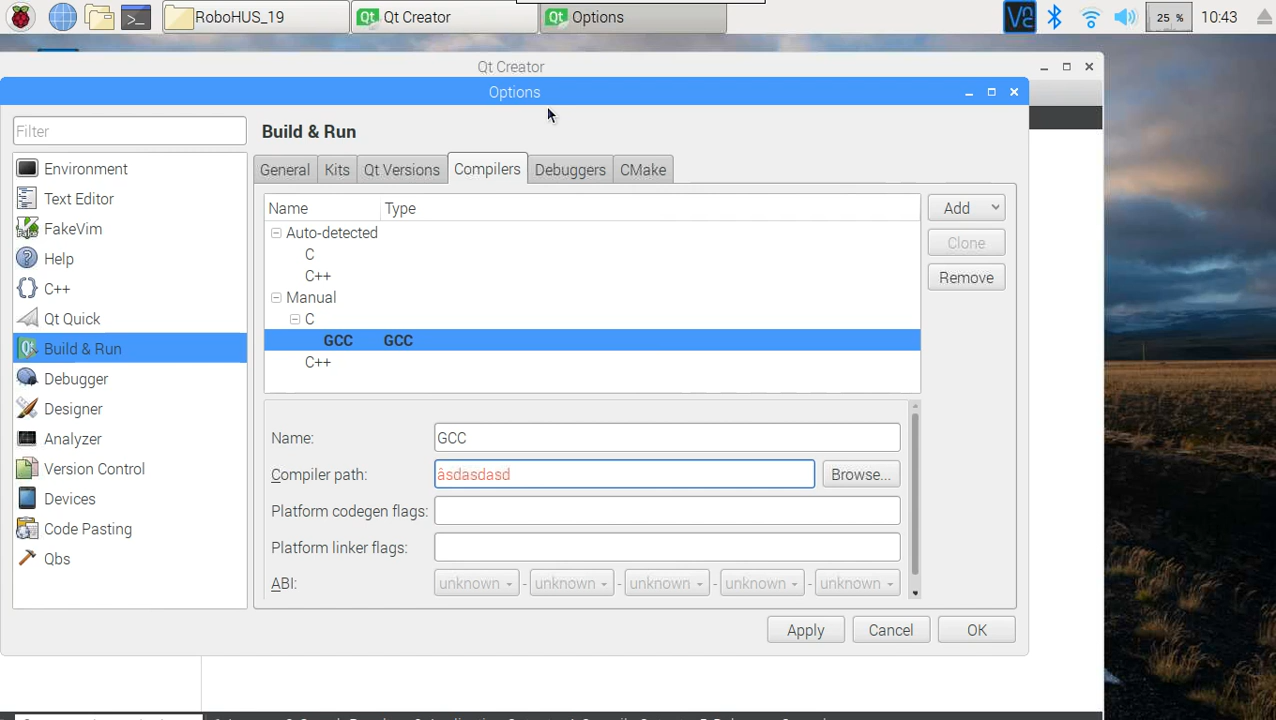 RoboHUS_19
Qt Creator
Options
25 %
10:43
Qt Creator
Options
Filter
Build & Run
Environment
Text Editor
FakeVim
Help
C++
Qt Quick
Build & Run
Debugger
Designer
Analyzer
Version Control
Devices
Code Pasting
Qbs
General Kits Qt Versions Compilers Debuggers CMake
Name Type
Auto-detected
C
C++
Manual
C
GCC GCC
C++
Add
Clone
Remove
Name: GCC
Compiler path: âsdasdasd Browse...
Platform codegen flags:
Platform linker flags:
ABI: unknown - unknown - unknown - unknown - unknown
Apply Cancel OK